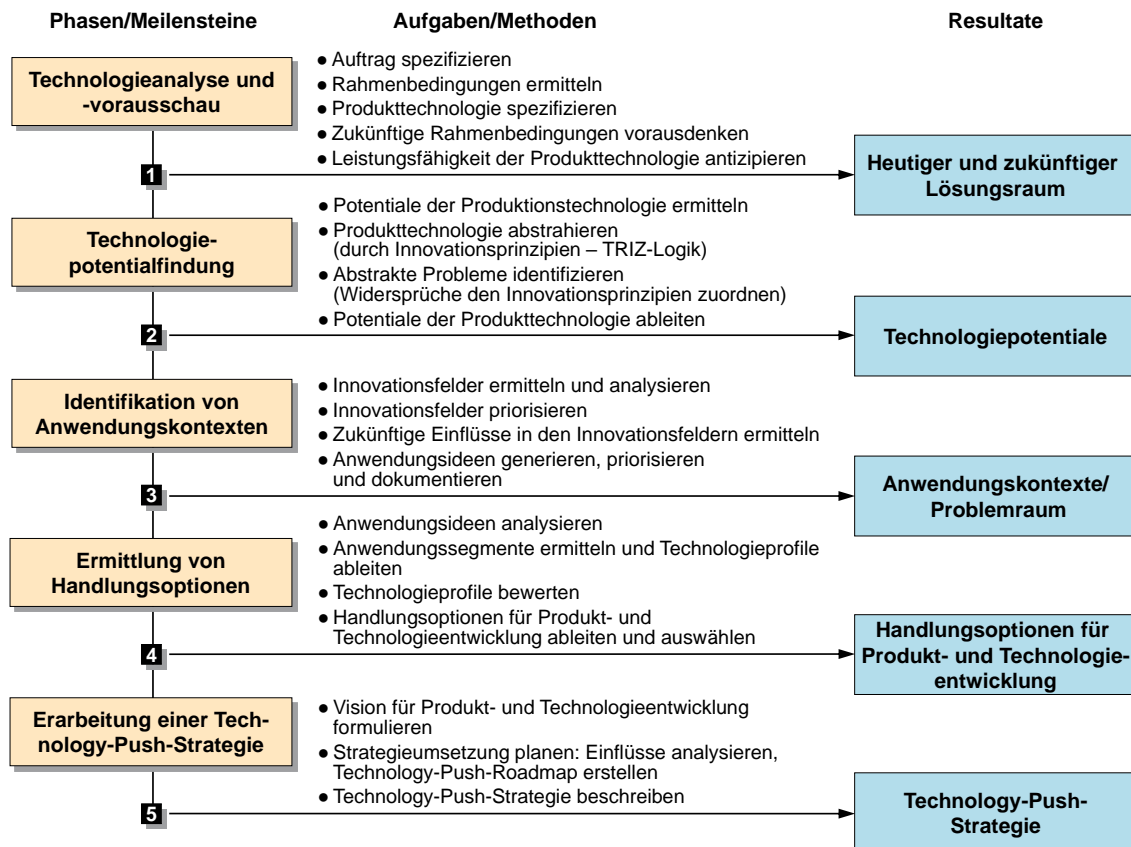 Phasen/Meilensteine
Aufgaben/Methoden
Resultate
Technologieanalyse und
-vorausschau
● Auftrag spezifizieren
● Rahmenbedingungen ermitteln
● Produkttechnologie spezifizieren
● Zukünftige Rahmenbedingungen vorausdenken
● Leistungsfähigkeit der Produkttechnologie antizipieren
1
Heutiger und zukünftiger
Lösungsraum
Technologie-
potentialfindung
● Potentiale der Produktionstechnologie ermitteln
● Produkttechnologie abstrahieren
(durch Innovationsprinzipien – TRIZ-Logik)
● Abstrakte Probleme identifizieren
(Widersprüche den Innovationsprinzipien zuordnen)
● Potentiale der Produkttechnologie ableiten
2
Technologiepotentiale
Identifikation von
Anwendungskontexten
● Innovationsfelder ermitteln und analysieren
● Innovationsfelder priorisieren
● Zukünftige Einflüsse in den Innovationsfeldern ermitteln
● Anwendungsideen generieren, priorisieren
und dokumentieren
3
Anwendungskontexte/
Problemraum
Ermittlung von
Handlungsoptionen
● Anwendungsideen analysieren
● Anwendungssegmente ermitteln und Technologieprofile
ableiten
● Technologieprofile bewerten
● Handlungsoptionen für Produkt- und
Technologieentwicklung ableiten und auswählen
4
Handlungsoptionen für
Produkt- und Technologie-
entwicklung
Erarbeitung einer Tech-
nology-Push-Strategie
● Vision für Produkt- und Technologieentwicklung
formulieren
● Strategieumsetzung planen: Einflüsse analysieren,
Technology-Push-Roadmap erstellen
● Technology-Push-Strategie beschreiben
5
Technology-Push-
Strategie